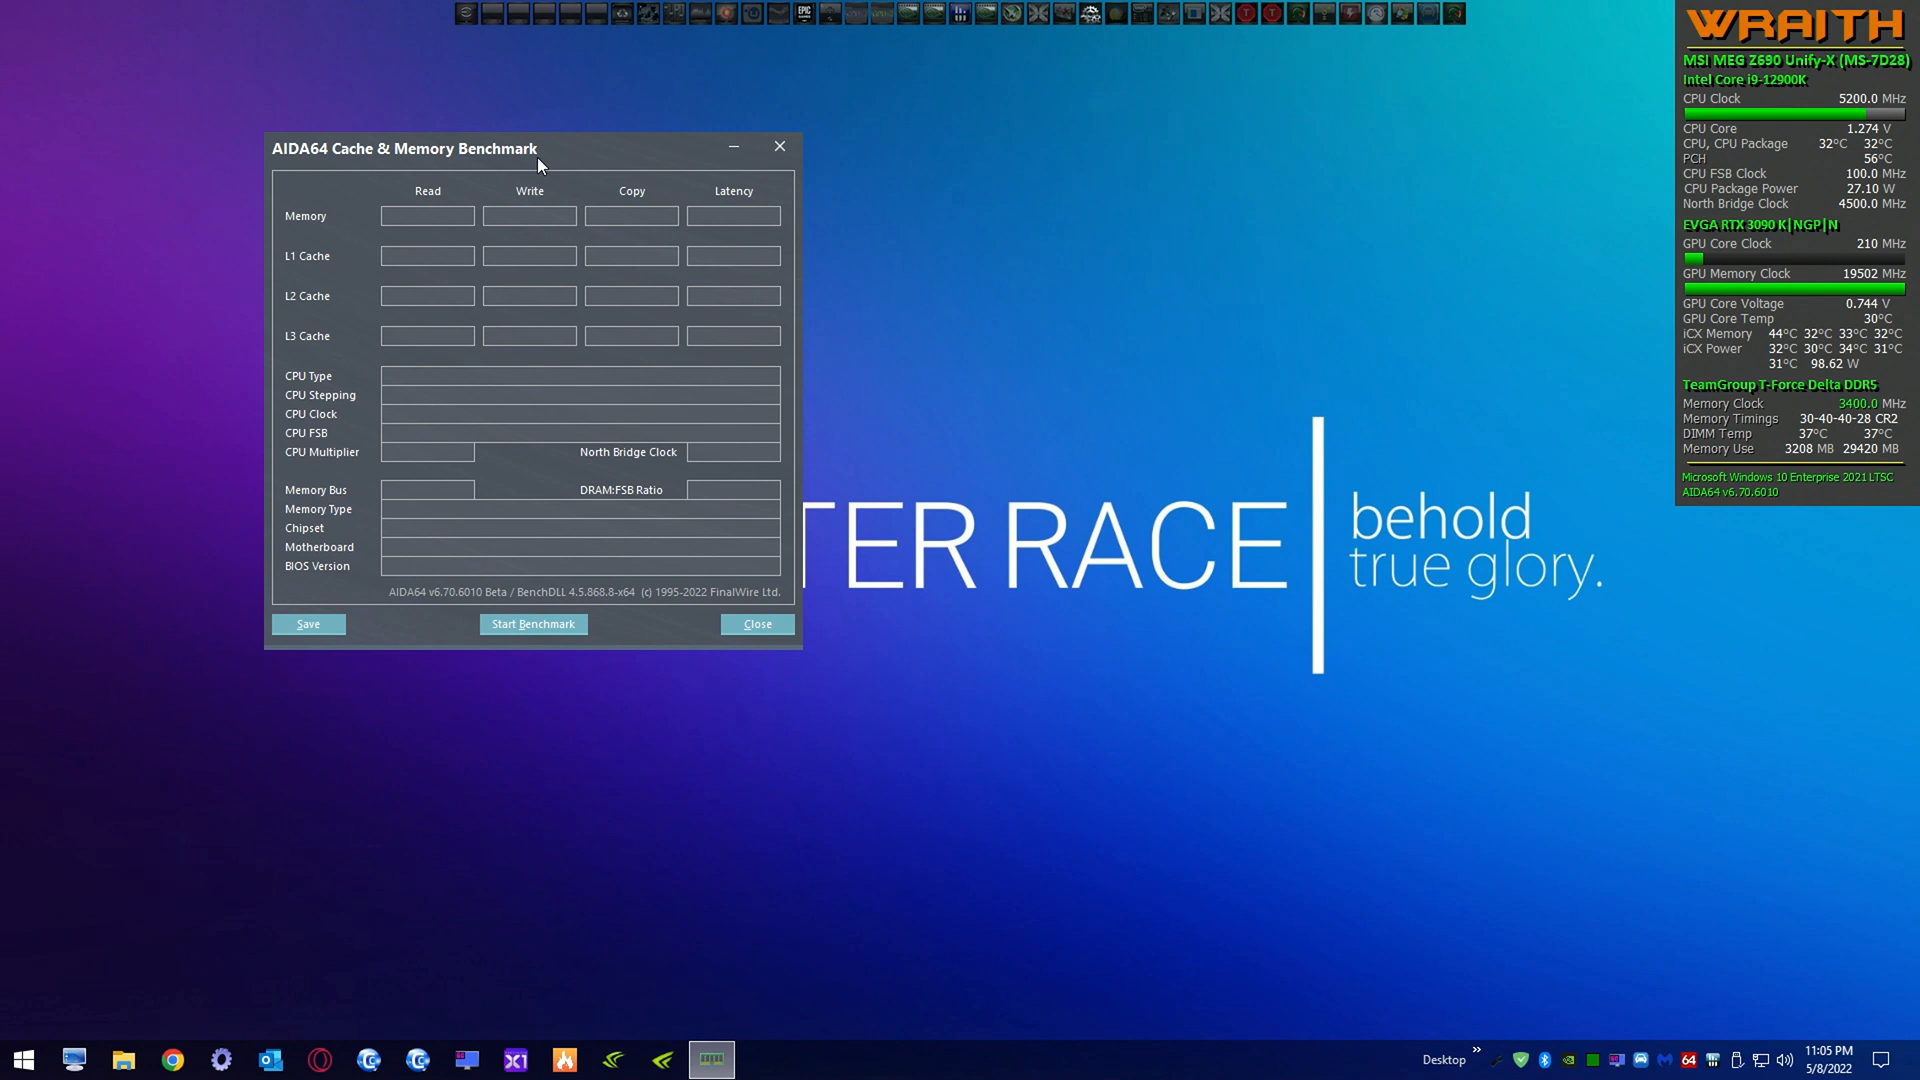 EPIC
WRAITH
MSI MEG Z690 Unify-X (MS-7D28)
Intel Core i9-12900K
CPU Clock 5200.0 MHz
CPU Core 1.274 V
CPU, CPU Package 32°C 32°C
PCH 56°C
CPU FSB Clock 100.0 MHz
CPU Package Power 27.10 W
North Bridge Clock 4500.0 MHz
EVGA RTX 3090 K|NGP|N
GPU Core Clock 210 MHz
GPU Memory Clock 19502 MHz
GPU Core Voltage 0.744 V
GPU Core Temp 30°C
iCX Memory 44°C 32°C 33°C 32°C
iCX Power 32°C 30°C 34°C 31°C
31°C 98.62 W
TeamGroup T-Force Delta DDR5
Memory Clock 3400.0 MHz
Memory Timings 30-40-40-28 CR2
DIMM Temp 37°C 37°C
Memory Use 3208 MB 29420 MB
Microsoft Windows 10 Enterprise 2021 LTSC
AIDA64 v6.70.6010
AIDA64 Cache & Memory Benchmark
Read Write Copy Latency
Memory
L1 Cache
L2 Cache
L3 Cache
CPU Type
CPU Stepping
CPU Clock
CPU FSB
CPU Multiplier North Bridge Clock
Memory Bus DRAM:FSB Ratio
Memory Type
Chipset
Motherboard
BIOS Version
AIDA64 v6.70.6010 Beta / BenchDLL 4.5.868.8-x64 (c) 1995-2022 FinalWire Ltd.
Save Start Benchmark Close
TER RACE
behold
true glory.
X1
Desktop
64
11:05 PM
5/8/2022